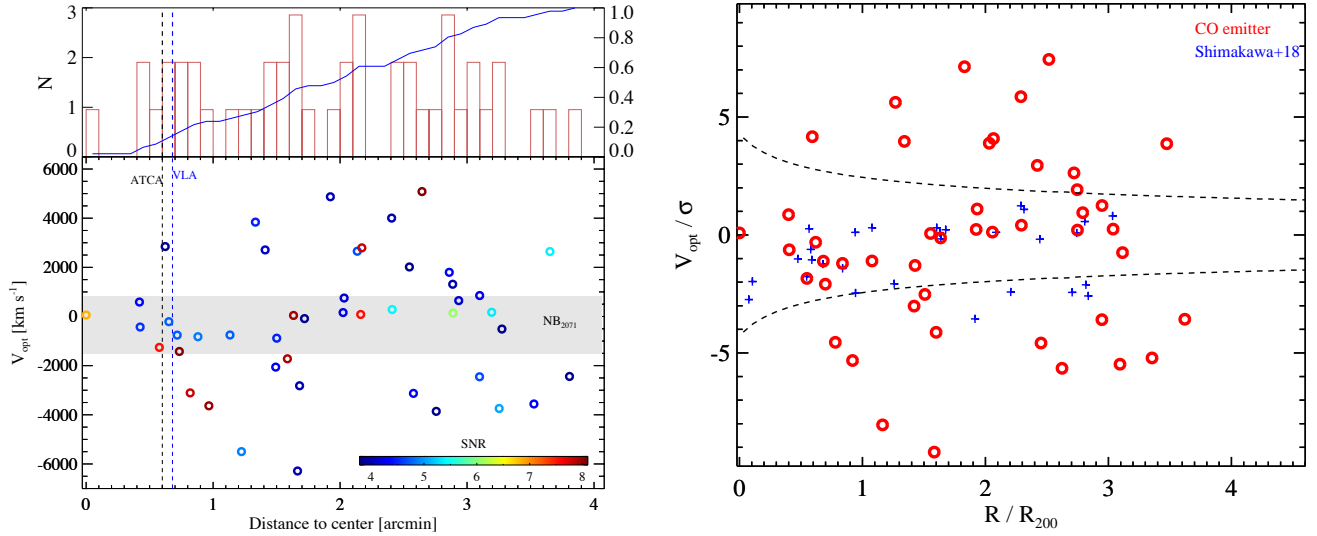 3
2
1
0
N
1.0
0.8
0.6
0.4
0.2
0.0
6000
4000
2000
0
-2000
-4000
-6000
V_opt [km s⁻¹]
ATCA
VLA
NB₂₀₇₁
SNR
4 5 6 7 8
0 1 2 3 4
Distance to center [arcmin]
CO emitter
Shimakawa+18
5
0
-5
V_opt / σ
0 1 2 3 4
R / R₂₀₀